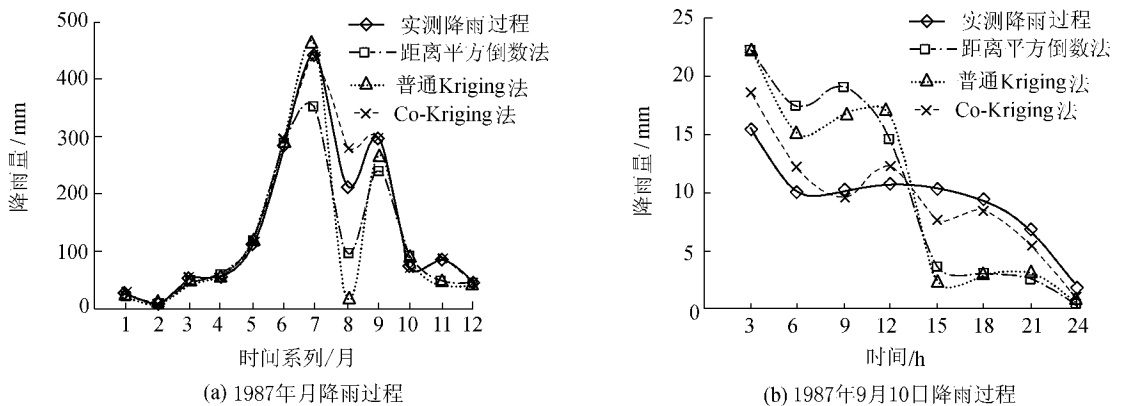 500
400
300
200
100
0
降雨量/mm
实测降雨过程
距离平方倒数法
普通Kriging法
Co-Kriging法
1 2 3 4 5 6 7 8 9 10 11 12
时间系列/月
(a) 1987年月降雨过程
25
20
15
10
5
0
降雨量/mm
实测降雨过程
距离平方倒数法
普通Kriging法
Co-Kriging法
3 6 9 12 15 18 21 24
时间/h
(b) 1987年9月10日降雨过程